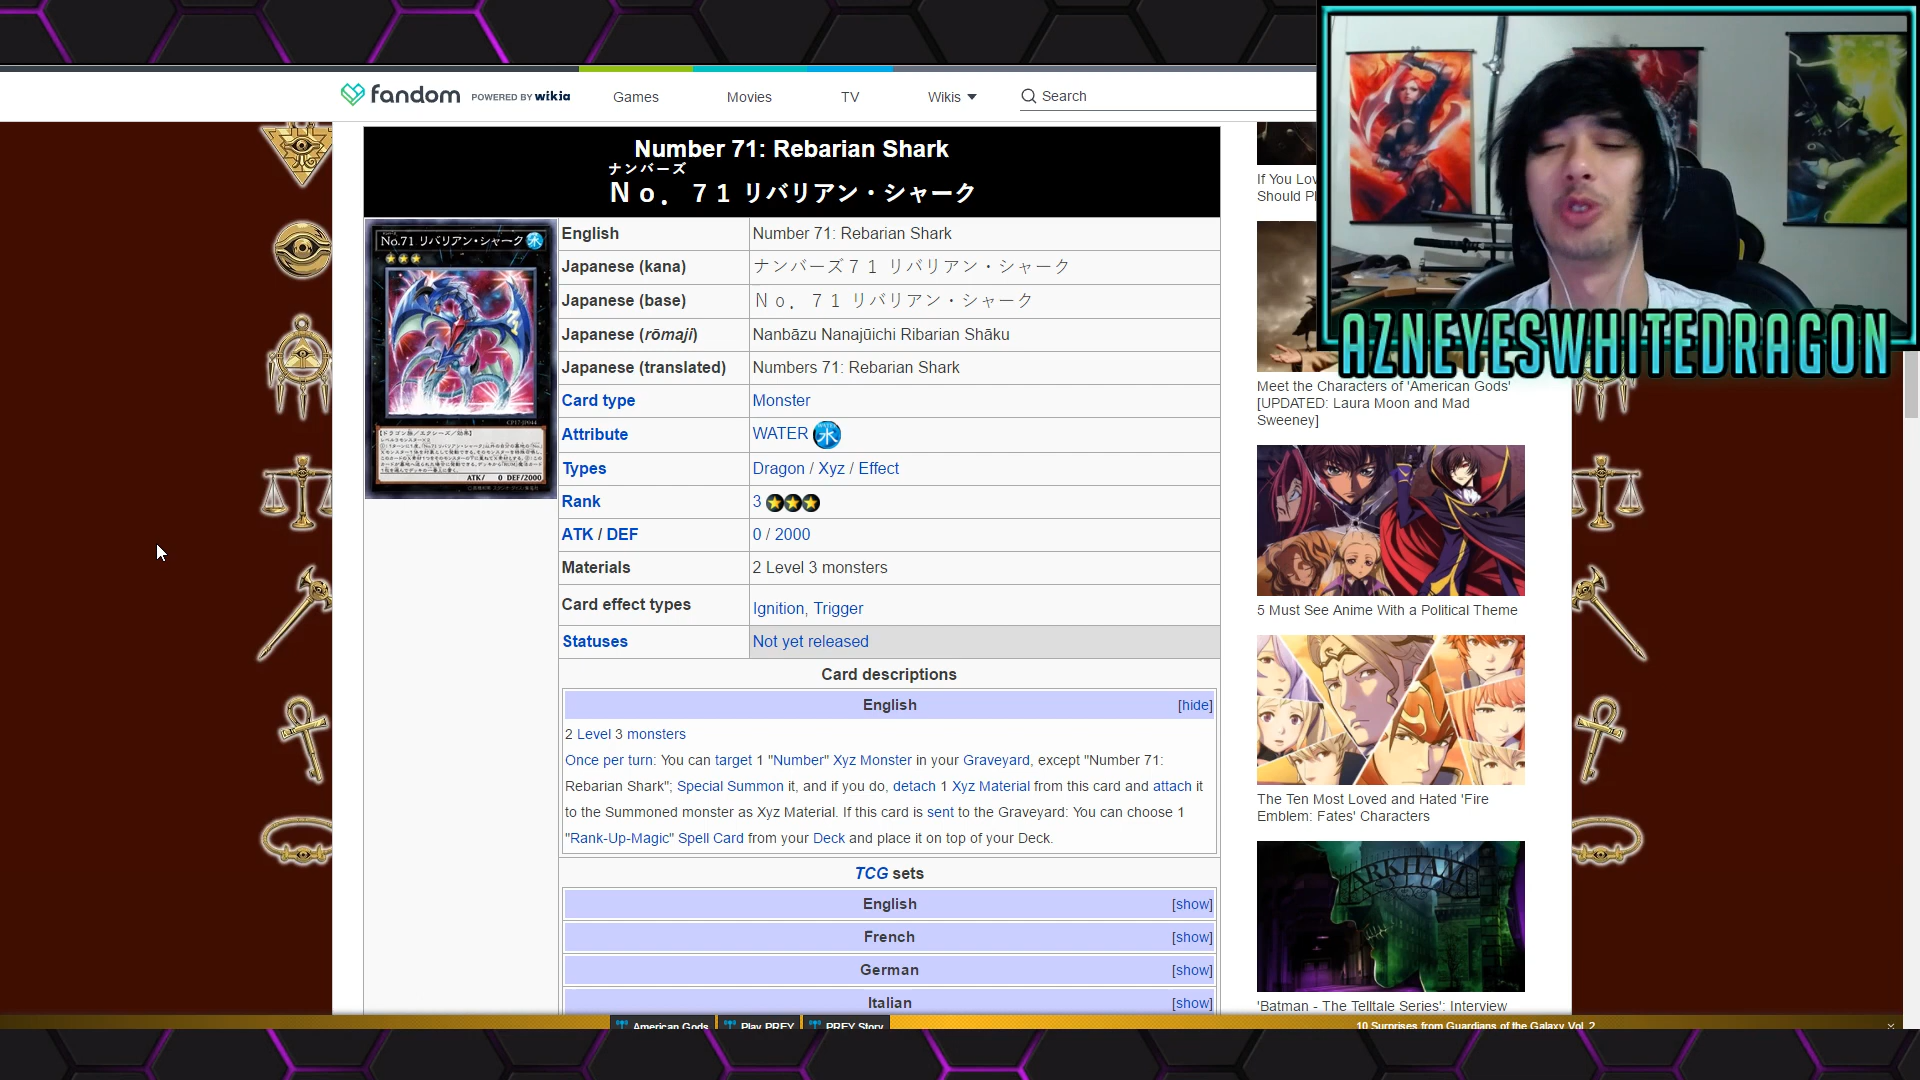 fandom POWERED BY wikia
Games
Movies
TV
Wikis
Search
Number 71: Rebarian Shark
ナンバーズ
Ｎｏ．７１ リバリアン・シャーク
No.71 リバリアン・シャーク
水
CP17-JP044
ATK/ 0 DEF/2000
English Number 71: Rebarian Shark
Japanese (kana) ナンバーズ７１ リバリアン・シャーク
Japanese (base) Ｎｏ．７１ リバリアン・シャーク
Japanese (rōmaji) Nanbāzu Nanajūichi Ribarian Shāku
Japanese (translated) Numbers 71: Rebarian Shark
Card type Monster
Attribute WATER 水
Types Dragon / Xyz / Effect
Rank 3
ATK / DEF 0 / 2000
Materials 2 Level 3 monsters
Card effect types Ignition, Trigger
Statuses Not yet released
Card descriptions
English [hide]
2 Level 3 monsters
Once per turn: You can target 1 "Number" Xyz Monster in your Graveyard, except "Number 71:
Rebarian Shark"; Special Summon it, and if you do, detach 1 Xyz Material from this card and attach it
to the Summoned monster as Xyz Material. If this card is sent to the Graveyard: You can choose 1
"Rank-Up-Magic" Spell Card from your Deck and place it on top of your Deck.
TCG sets
English [show]
French [show]
German [show]
Italian [show]
If You Lov
Should Pl
AZNEYESWHITEDRAGON
Meet the Characters of 'American Gods'
[UPDATED: Laura Moon and Mad
Sweeney]
5 Must See Anime With a Political Theme
The Ten Most Loved and Hated 'Fire
Emblem: Fates' Characters
ARKHAM
'Batman - The Telltale Series': Interview
American Gods
Play PREY
PREY Story
10 Surprises from Guardians of the Galaxy Vol. 2